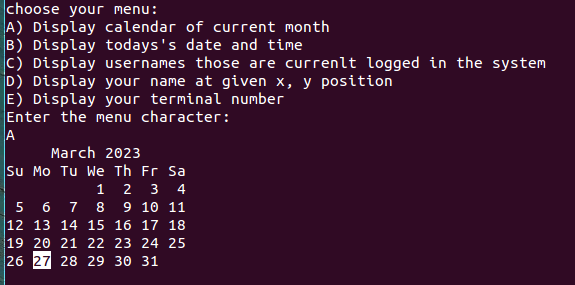 choose your menu:
A) Display calendar of current month
B) Display todays's date and time
C) Display usernames those are currenlt logged in the system
D) Display your name at given x, y position
E) Display your terminal number
Enter the menu character:
A
     March 2023
Su Mo Tu We Th Fr Sa
          1  2  3  4
 5  6  7  8  9 10 11
12 13 14 15 16 17 18
19 20 21 22 23 24 25
26 27 28 29 30 31